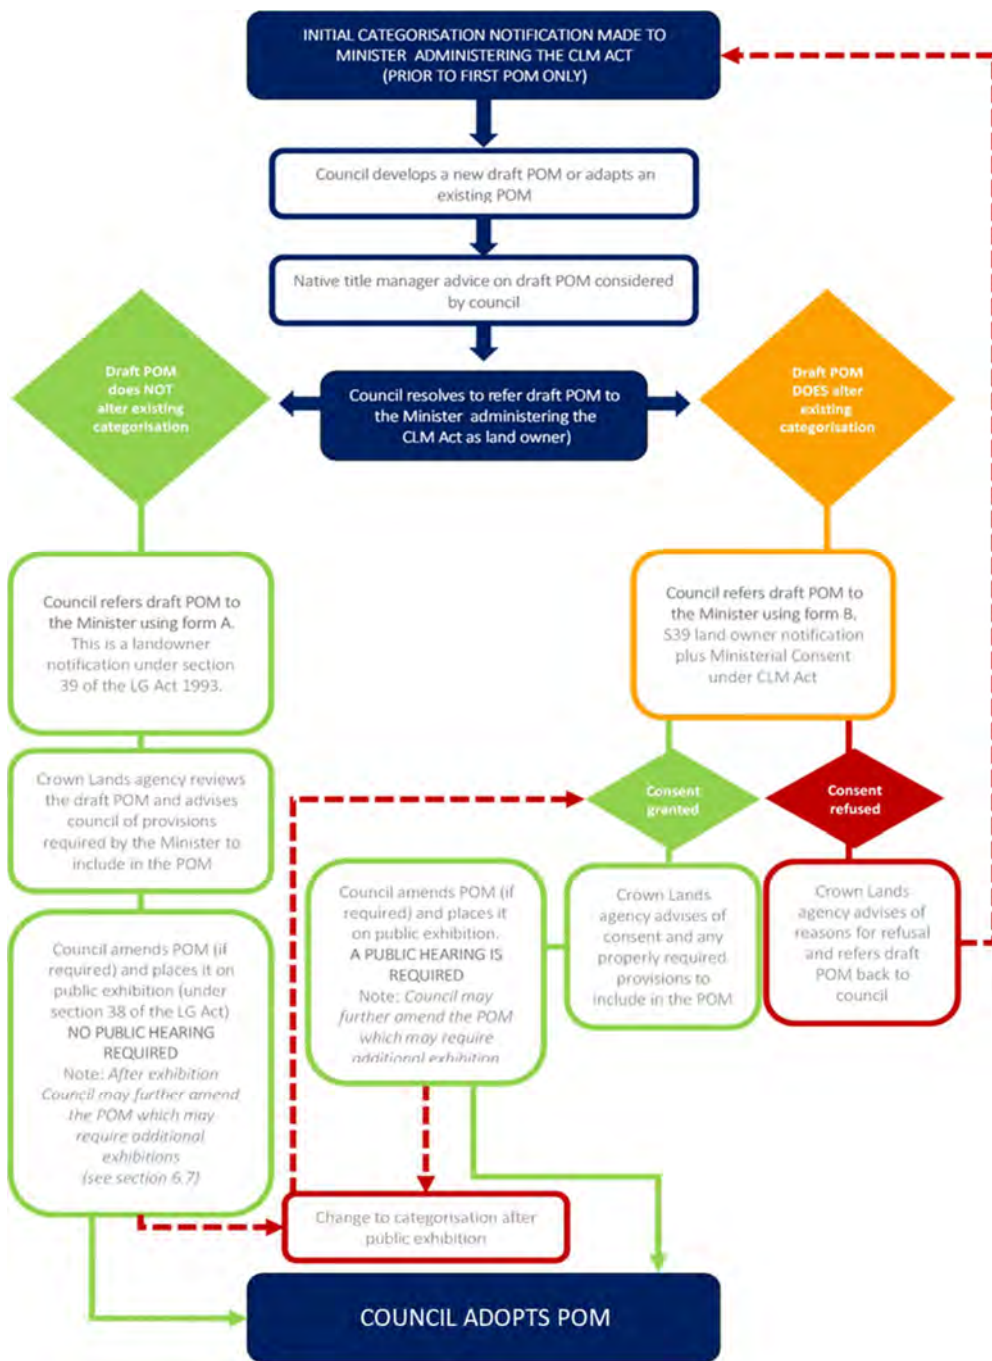 INITIAL CATEGORISATION NOTIFICATION MADE TO
MINISTER ADMINISTERING THE CLM ACT
(PRIOR TO FIRST POM ONLY)
Council develops a new draft POM or adapts an
existing POM
Native title manager advice on draft POM considered
by council
Council resolves to refer draft POM to
the Minister administering the
CLM Act as land owner)
Draft POM
does NOT
alter existing
categorisation
Draft POM
DOES alter
existing
categorisation
Council refers draft POM to
the Minister using form A.
This is a landowner
notification under section
39 of the LG Act 1993.
Council refers draft POM to
the Minister using form B,
S39 land owner notification
plus Ministerial Consent
under CLM Act
Crown Lands agency reviews
the draft POM and advises
council of provisions
required by the Minister to
include in the POM
Consent
granted
Consent
refused
Council amends POM (if
required) and places it on
public exhibition (under
section 38 of the LG Act)
NO PUBLIC HEARING
REQUIRED
Note: After exhibition
Council may further amend
the POM which may
require additional
exhibitions
(see section 6.7)
Council amends POM (if
required) and places it
on public exhibition.
A PUBLIC HEARING IS
REQUIRED
Note: Council may
further amend the POM
which may require
additional exhibition
Crown Lands
agency advises of
consent and any
properly required
provisions to
include in the POM
Crown Lands
agency advises of
reasons for refusal
and refers draft
POM back to
council
Change to categorisation after
public exhibition
COUNCIL ADOPTS POM